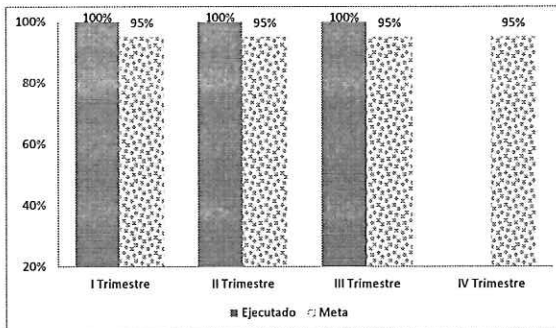 100% 100% 95% 100% 95% 100% 95% 95%
80%
60%
40%
20%
I Trimestre II Trimestre III Trimestre IV Trimestre
Ejecutado Meta